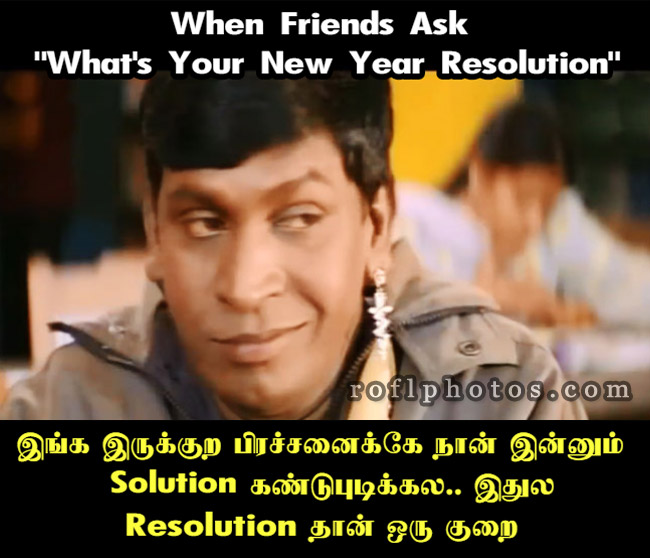 When Friends Ask
"What's Your New Year Resolution"
roflphotos.com
இங்க இருக்குற பிரச்சனைக்கே நான் இன்னும்
Solution கண்டுபுடிக்கல.. இதுல
Resolution தான் ஒரு குறை